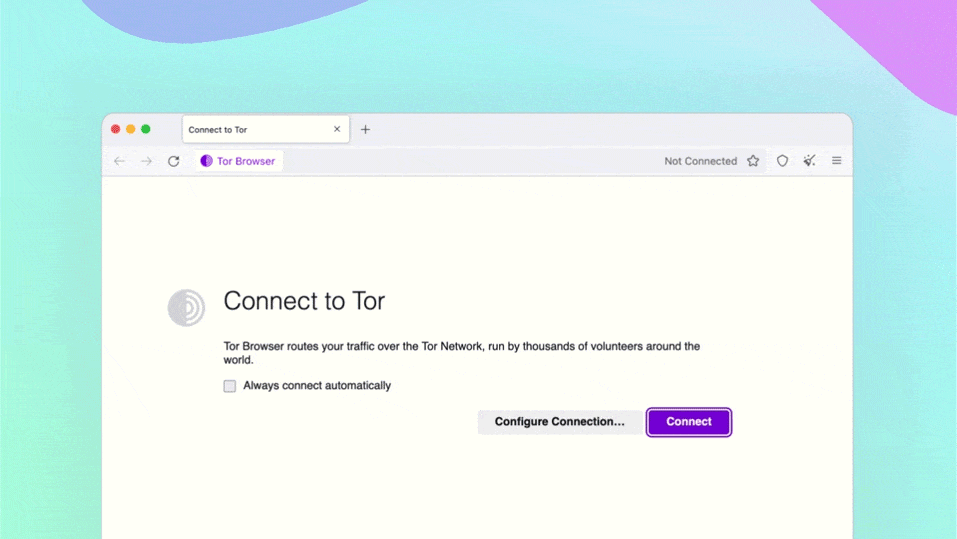 Connect to Tor
Tor Browser
Not Connected
Connect to Tor
Tor Browser routes your traffic over the Tor Network, run by thousands of volunteers around the
world.
Always connect automatically
Configure Connection...
Connect